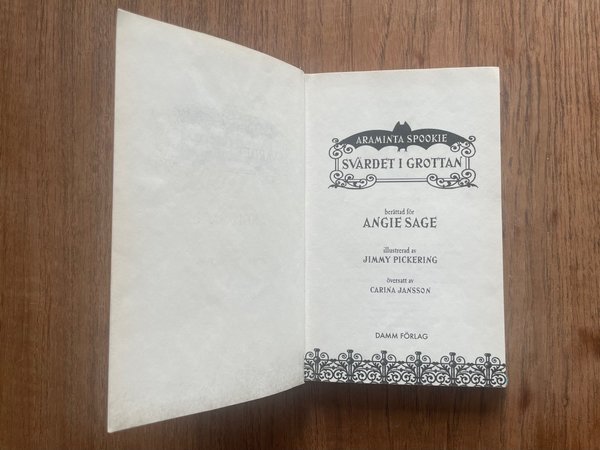 ARAMINTA SPOOKIE
SVÄRDET I GROTTAN
berättad för
ANGIE SAGE
illustrerad av
JIMMY PICKERING
översatt av
CARINA JANSSON
DAMM FÖRLAG